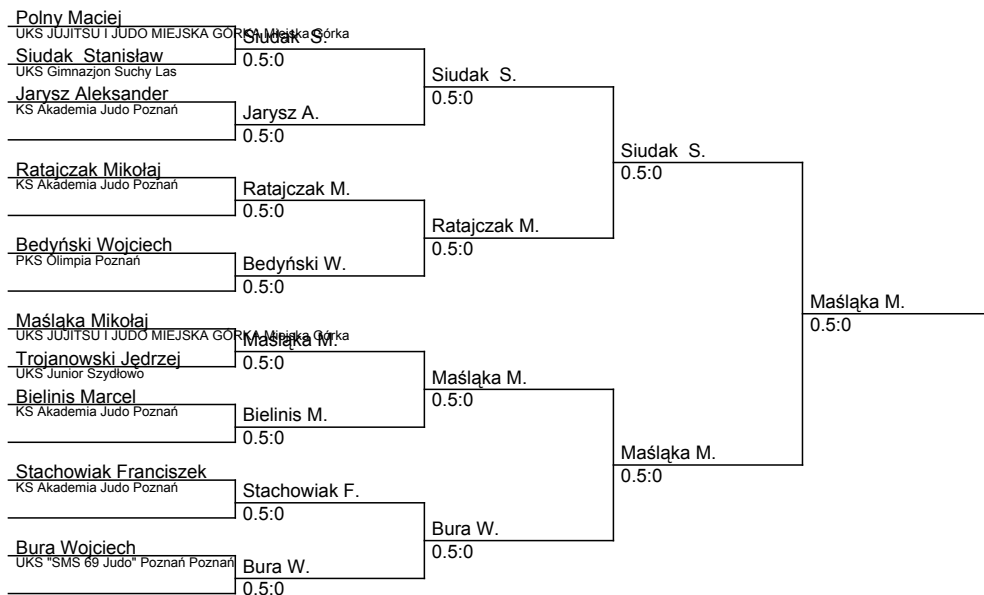 Polny Maciej
UKS JUJITSU I JUDO MIEJSKA GÓRKA Miejska Górka
Siudak  S.
Siudak  Stanisław
0.5:0
UKS Gimnazjon Suchy Las
Siudak  S.
Jarysz Aleksander
0.5:0
KS Akademia Judo Poznań
Jarysz A.
0.5:0
Siudak  S.
Ratajczak Mikołaj
0.5:0
KS Akademia Judo Poznań
Ratajczak M.
0.5:0
Ratajczak M.
Bedyński Wojciech
0.5:0
PKS Olimpia Poznań
Bedyński W.
0.5:0
Maśląka M.
Maśląka Mikołaj
0.5:0
UKS JUJITSU I JUDO MIEJSKA GÓRKA Miejska Górka
Maśląka M.
Trojanowski Jędrzej
0.5:0
UKS Junior Szydłowo
Maśląka M.
Bielinis Marcel
0.5:0
KS Akademia Judo Poznań
Bielinis M.
0.5:0
Maśląka M.
Stachowiak Franciszek
0.5:0
KS Akademia Judo Poznań
Stachowiak F.
0.5:0
Bura W.
Bura Wojciech
0.5:0
UKS "SMS 69 Judo" Poznań Poznań
Bura W.
0.5:0